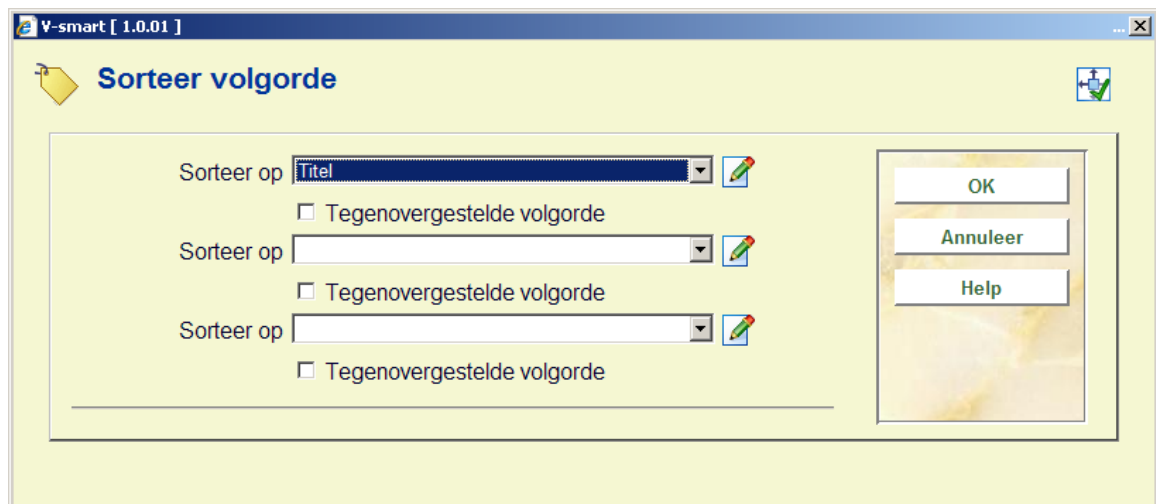 V-smart [ 1.0.01 ]
Sorteer volgorde
Sorteer op Titel
Tegenovergestelde volgorde
Sorteer op
Tegenovergestelde volgorde
Sorteer op
Tegenovergestelde volgorde
OK
Annuleer
Help